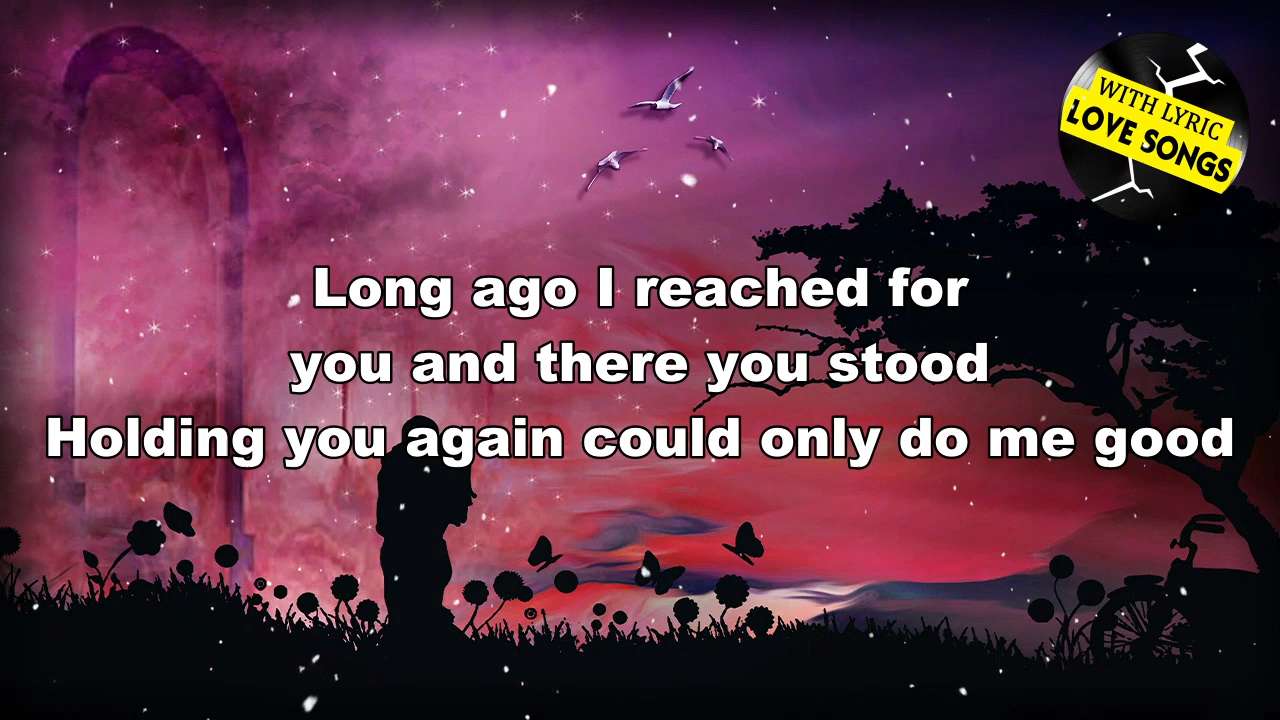 WITH LYRIC
LOVE SONGS
Long ago I reached for
you and there you stood
Holding you again could only do me good